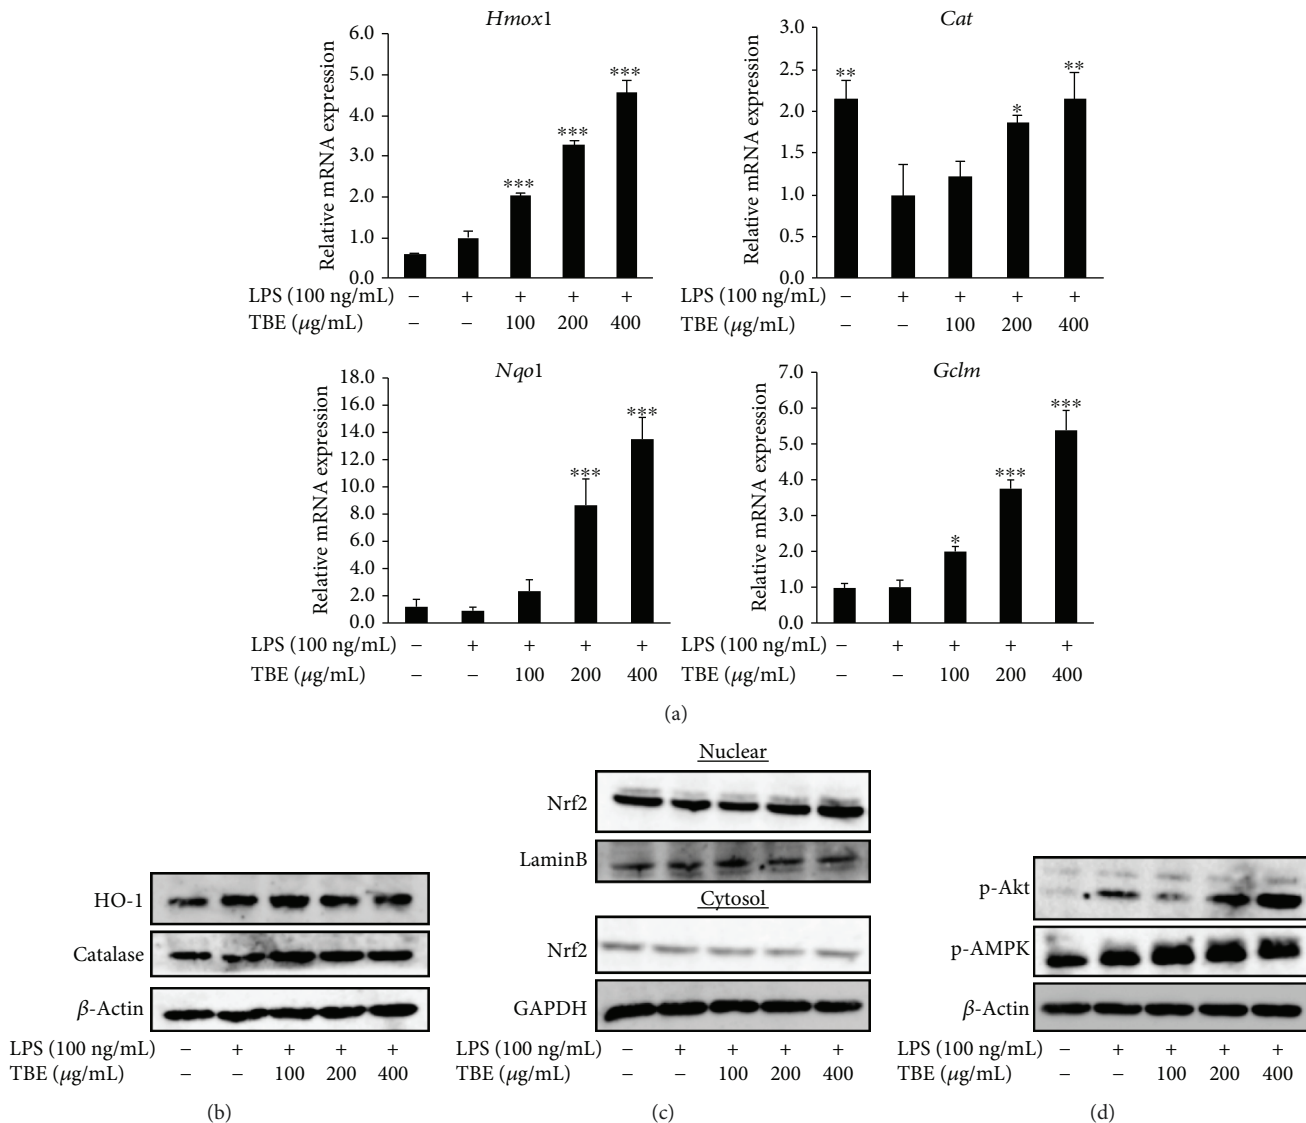 Hmox1
Relative mRNA expression
6.0
5.0
4.0
3.0
2.0
1.0
0.0
***
***
***
LPS (100 ng/mL) – + + + +
TBE (μg/mL) – – 100 200 400
Cat
Relative mRNA expression
3.0
2.5
2.0
1.5
1.0
0.5
0.0
**
*
**
LPS (100 ng/mL) – + + + +
TBE (μg/mL) – – 100 200 400
Nqo1
Relative mRNA expression
18.0
16.0
14.0
12.0
10.0
8.0
6.0
4.0
2.0
0.0
***
***
LPS (100 ng/mL) – + + + +
TBE (μg/mL) – – 100 200 400
Gclm
Relative mRNA expression
7.0
6.0
5.0
4.0
3.0
2.0
1.0
0.0
*
***
***
LPS (100 ng/mL) – + + + +
TBE (μg/mL) – – 100 200 400
(a)
HO-1
Catalase
β-Actin
LPS (100 ng/mL) – + + + +
TBE (μg/mL) – – 100 200 400
(b)
Nuclear
Nrf2
LaminB
Cytosol
Nrf2
GAPDH
LPS (100 ng/mL) – + + + +
TBE (μg/mL) – – 100 200 400
(c)
p-Akt
p-AMPK
β-Actin
LPS (100 ng/mL) – + + + +
TBE (μg/mL) – – 100 200 400
(d)